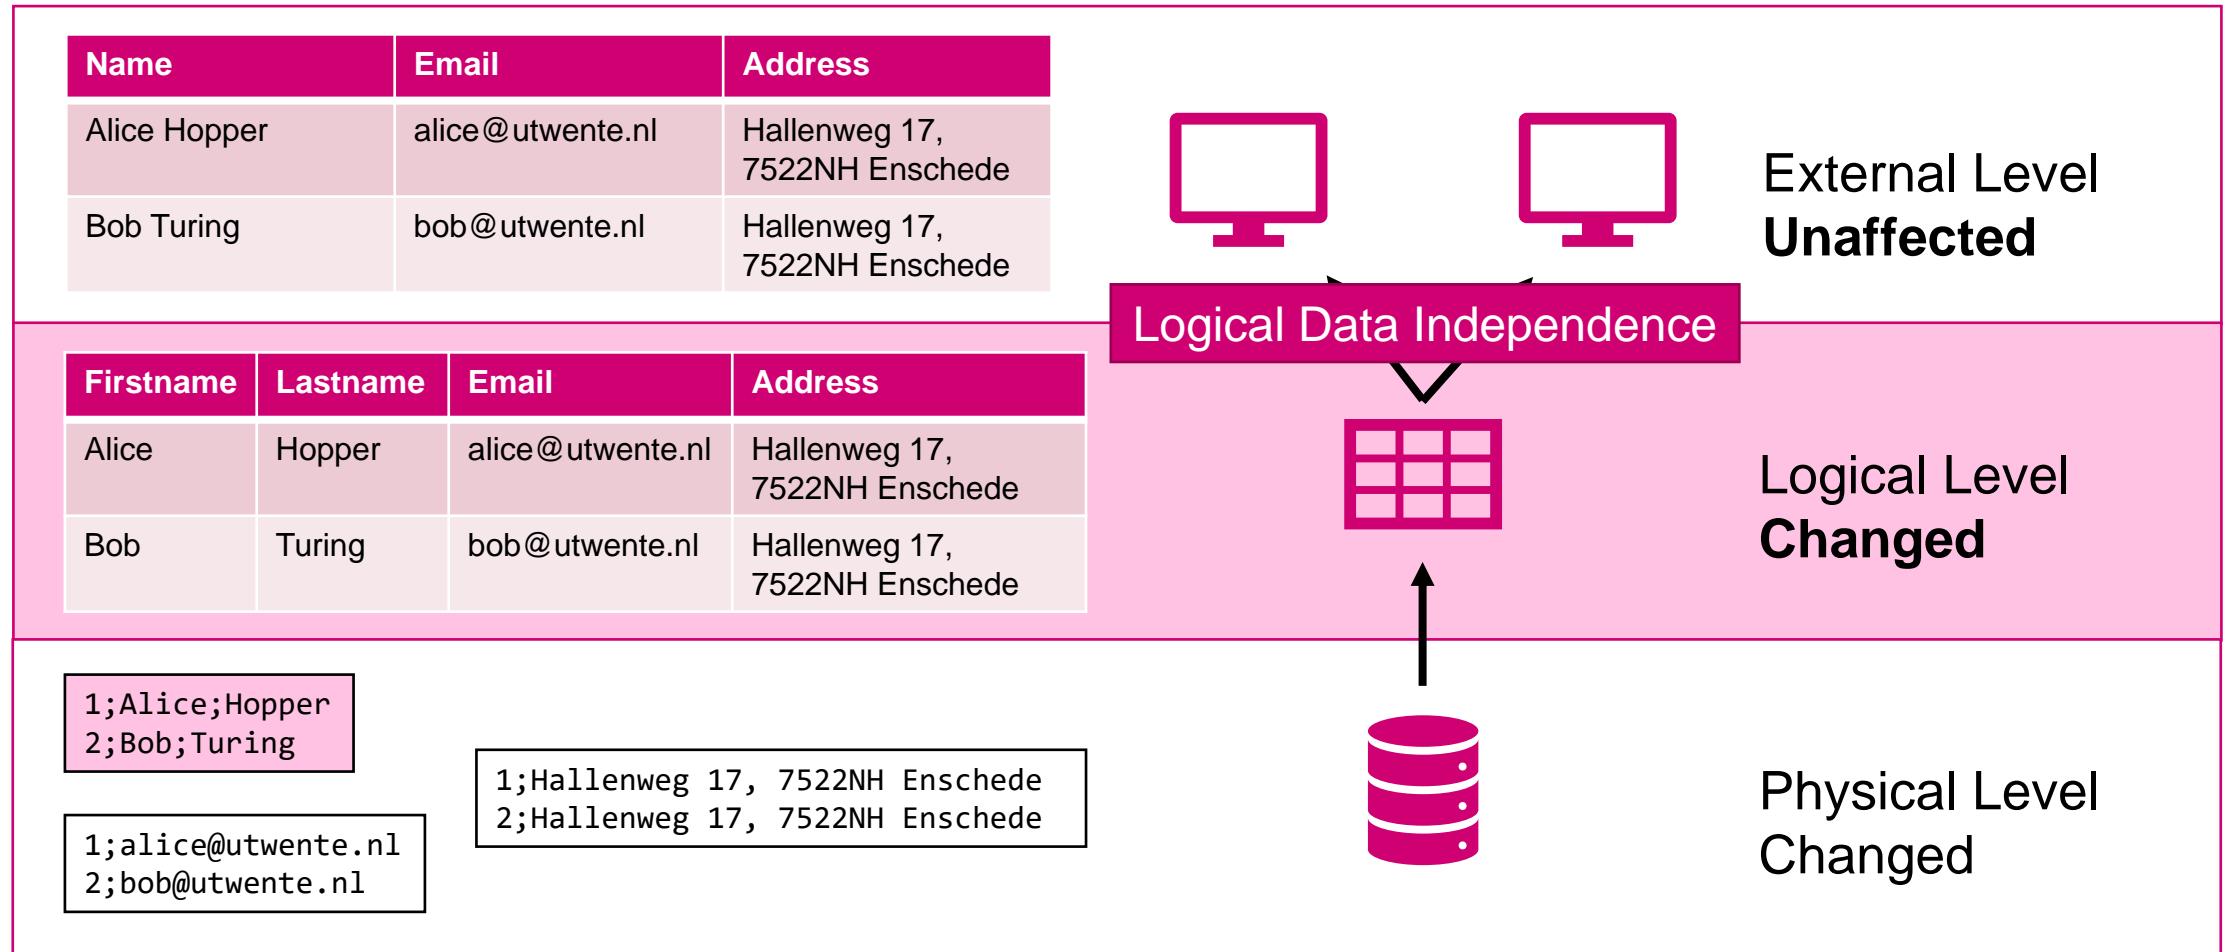 Name Email Address
Alice Hopper alice@utwente.nl Hallenweg 17,
7522NH Enschede
Bob Turing bob@utwente.nl Hallenweg 17,
7522NH Enschede
External Level
Unaffected
Logical Data Independence
Firstname Lastname Email Address
Alice Hopper alice@utwente.nl Hallenweg 17,
7522NH Enschede
Bob Turing bob@utwente.nl Hallenweg 17,
7522NH Enschede
Logical Level
Changed
1;Alice;Hopper
2;Bob;Turing
1;alice@utwente.nl
2;bob@utwente.nl
1;Hallenweg 17, 7522NH Enschede
2;Hallenweg 17, 7522NH Enschede
Physical Level
Changed